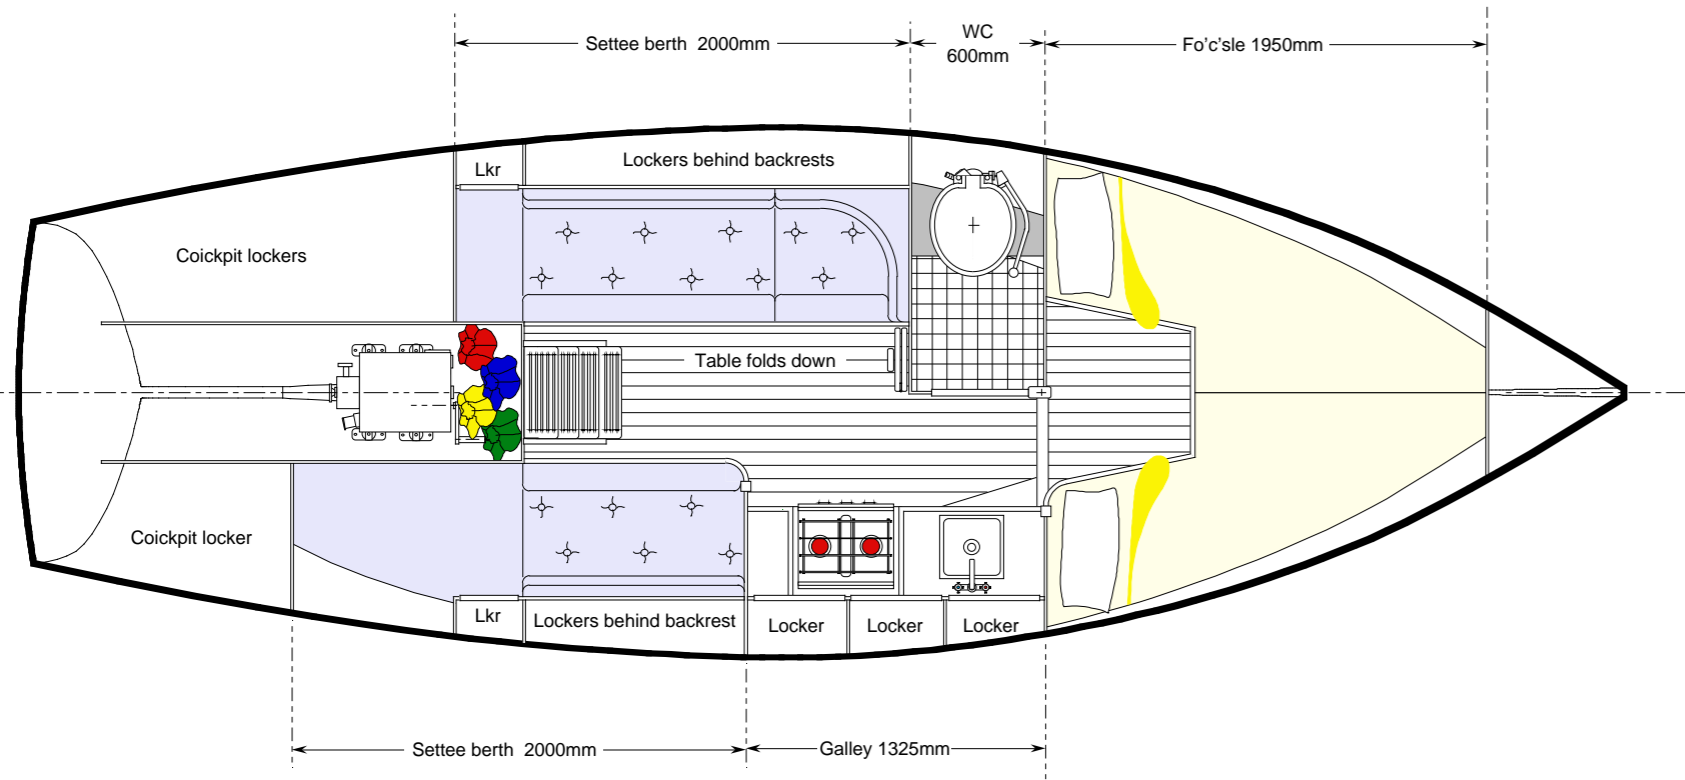 Settee berth 2000mm
WC
600mm
Fo'c'sle 1950mm
Lkr
Lockers behind backrests
Coickpit lockers
Table folds down
Coickpit locker
Lkr
Lockers behind backrest
Locker
Locker
Locker
Settee berth 2000mm
Galley 1325mm